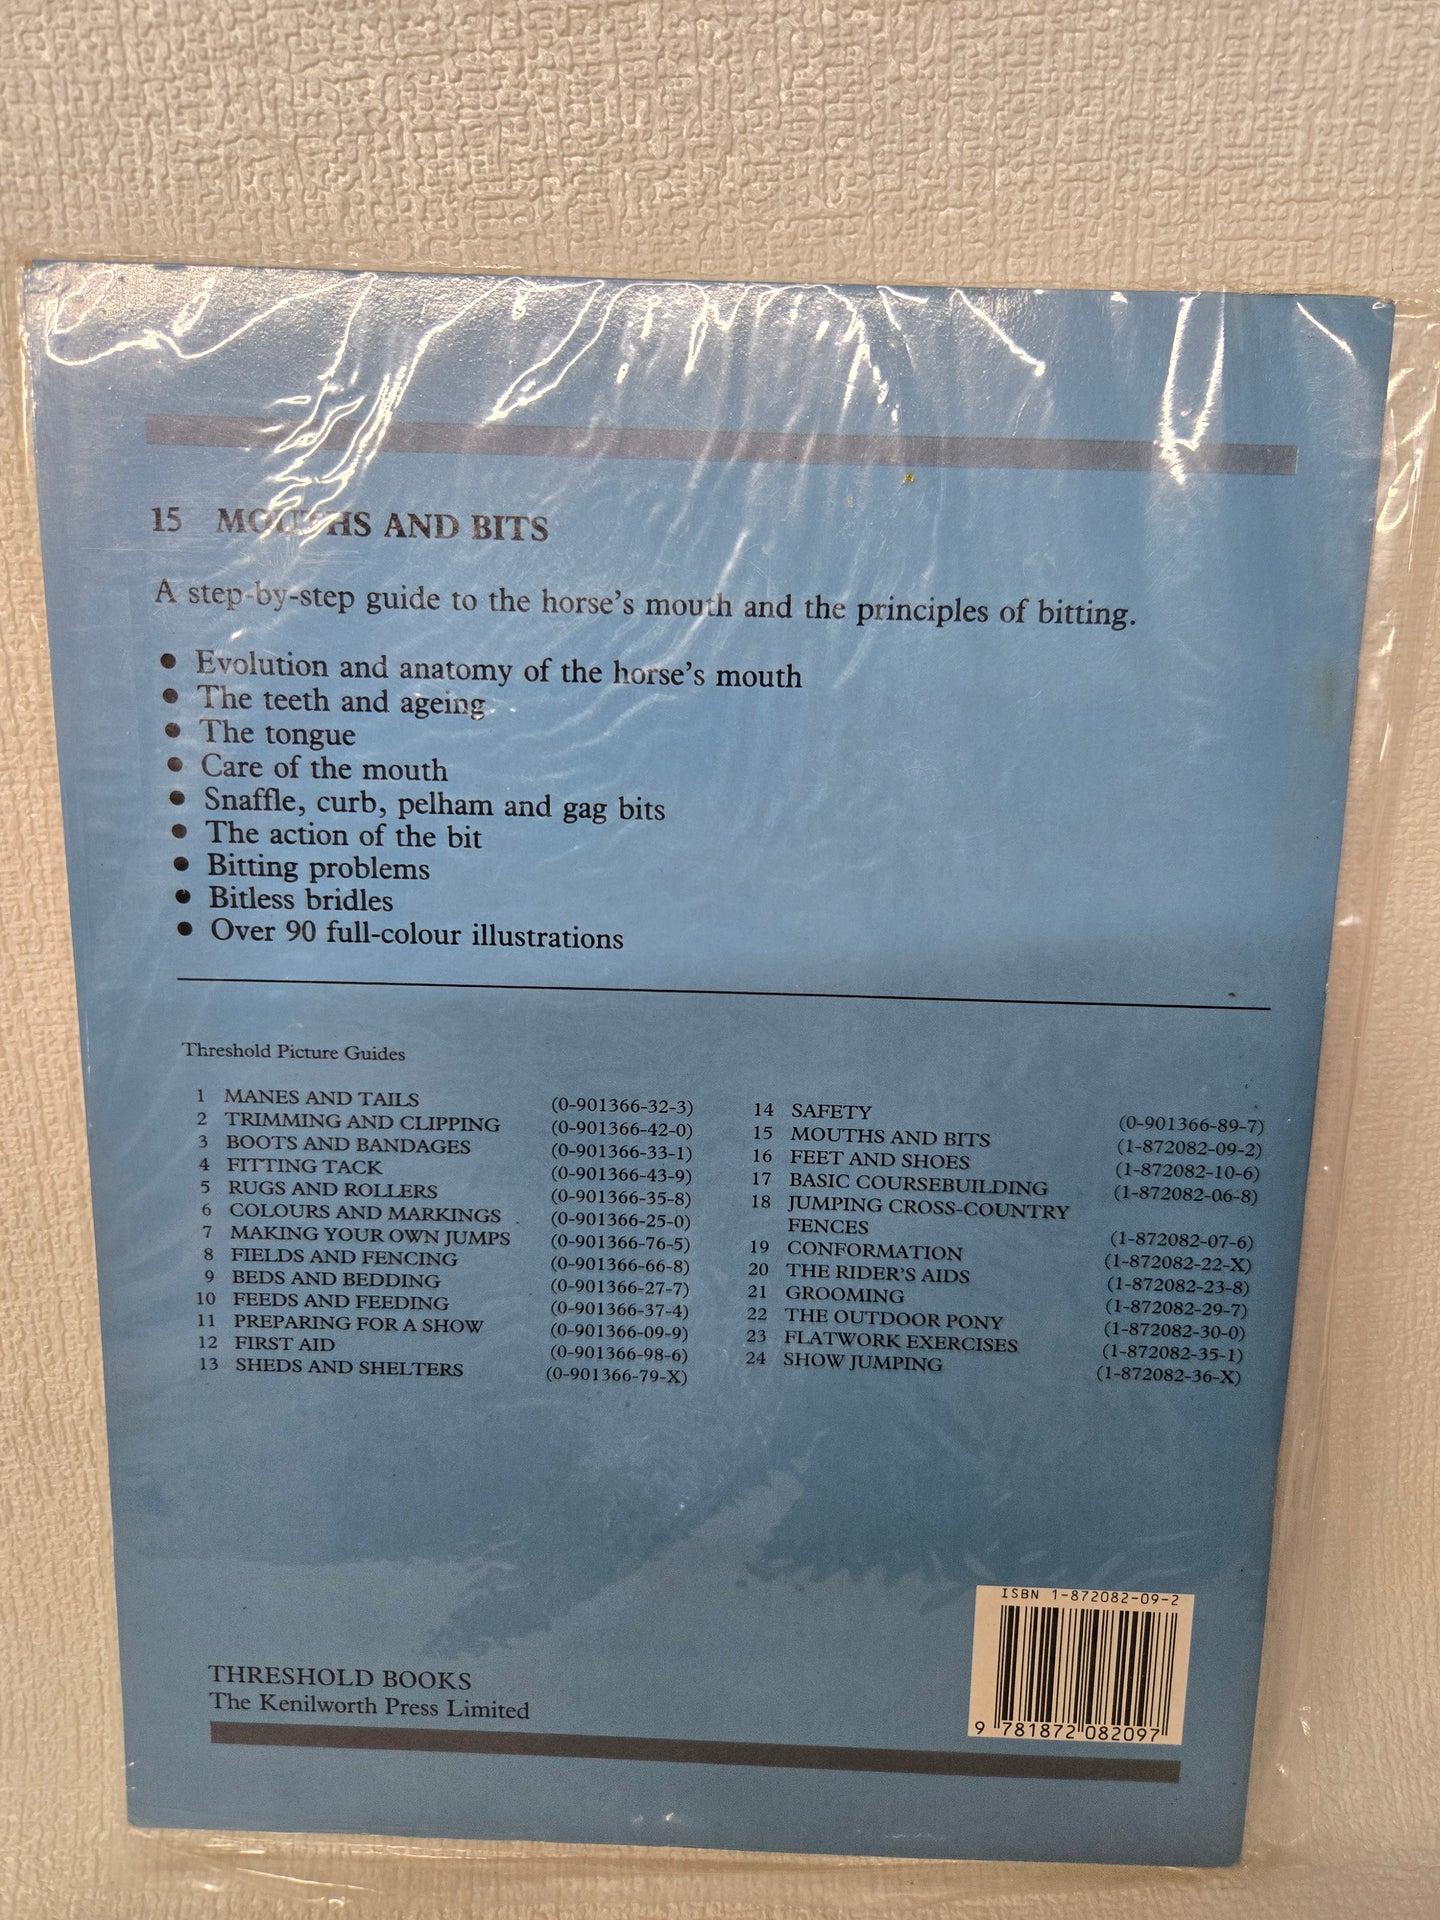 15 MOUTHS AND BITS
A step-by-step guide to the horse's mouth and the principles of bitting.
● Evolution and anatomy of the horse's mouth
● The teeth and ageing
● The tongue
● Care of the mouth
● Snaffle, curb, pelham and gag bits
● The action of the bit
● Bitting problems
● Bitless bridles
● Over 90 full-colour illustrations
Threshold Picture Guides
1 MANES AND TAILS (0-901366-32-3)
2 TRIMMING AND CLIPPING (0-901366-42-0)
3 BOOTS AND BANDAGES (0-901366-33-1)
4 FITTING TACK (0-901366-43-9)
5 RUGS AND ROLLERS (0-901366-35-8)
6 COLOURS AND MARKINGS (0-901366-25-0)
7 MAKING YOUR OWN JUMPS (0-901366-76-5)
8 FIELDS AND FENCING (0-901366-66-8)
9 BEDS AND BEDDING (0-901366-27-7)
10 FEEDS AND FEEDING (0-901366-37-4)
11 PREPARING FOR A SHOW (0-901366-09-9)
12 FIRST AID (0-901366-98-6)
13 SHEDS AND SHELTERS (0-901366-79-X)
14 SAFETY (0-901366-89-7)
15 MOUTHS AND BITS (1-872082-09-2)
16 FEET AND SHOES (1-872082-10-6)
17 BASIC COURSEBUILDING (1-872082-06-8)
18 JUMPING CROSS-COUNTRY
FENCES (1-872082-07-6)
19 CONFORMATION (1-872082-22-X)
20 THE RIDER'S AIDS (1-872082-23-8)
21 GROOMING (1-872082-29-7)
22 THE OUTDOOR PONY (1-872082-30-0)
23 FLATWORK EXERCISES (1-872082-35-1)
24 SHOW JUMPING (1-872082-36-X)
ISBN 1-872082-09-2
9 781872 082097
THRESHOLD BOOKS
The Kenilworth Press Limited